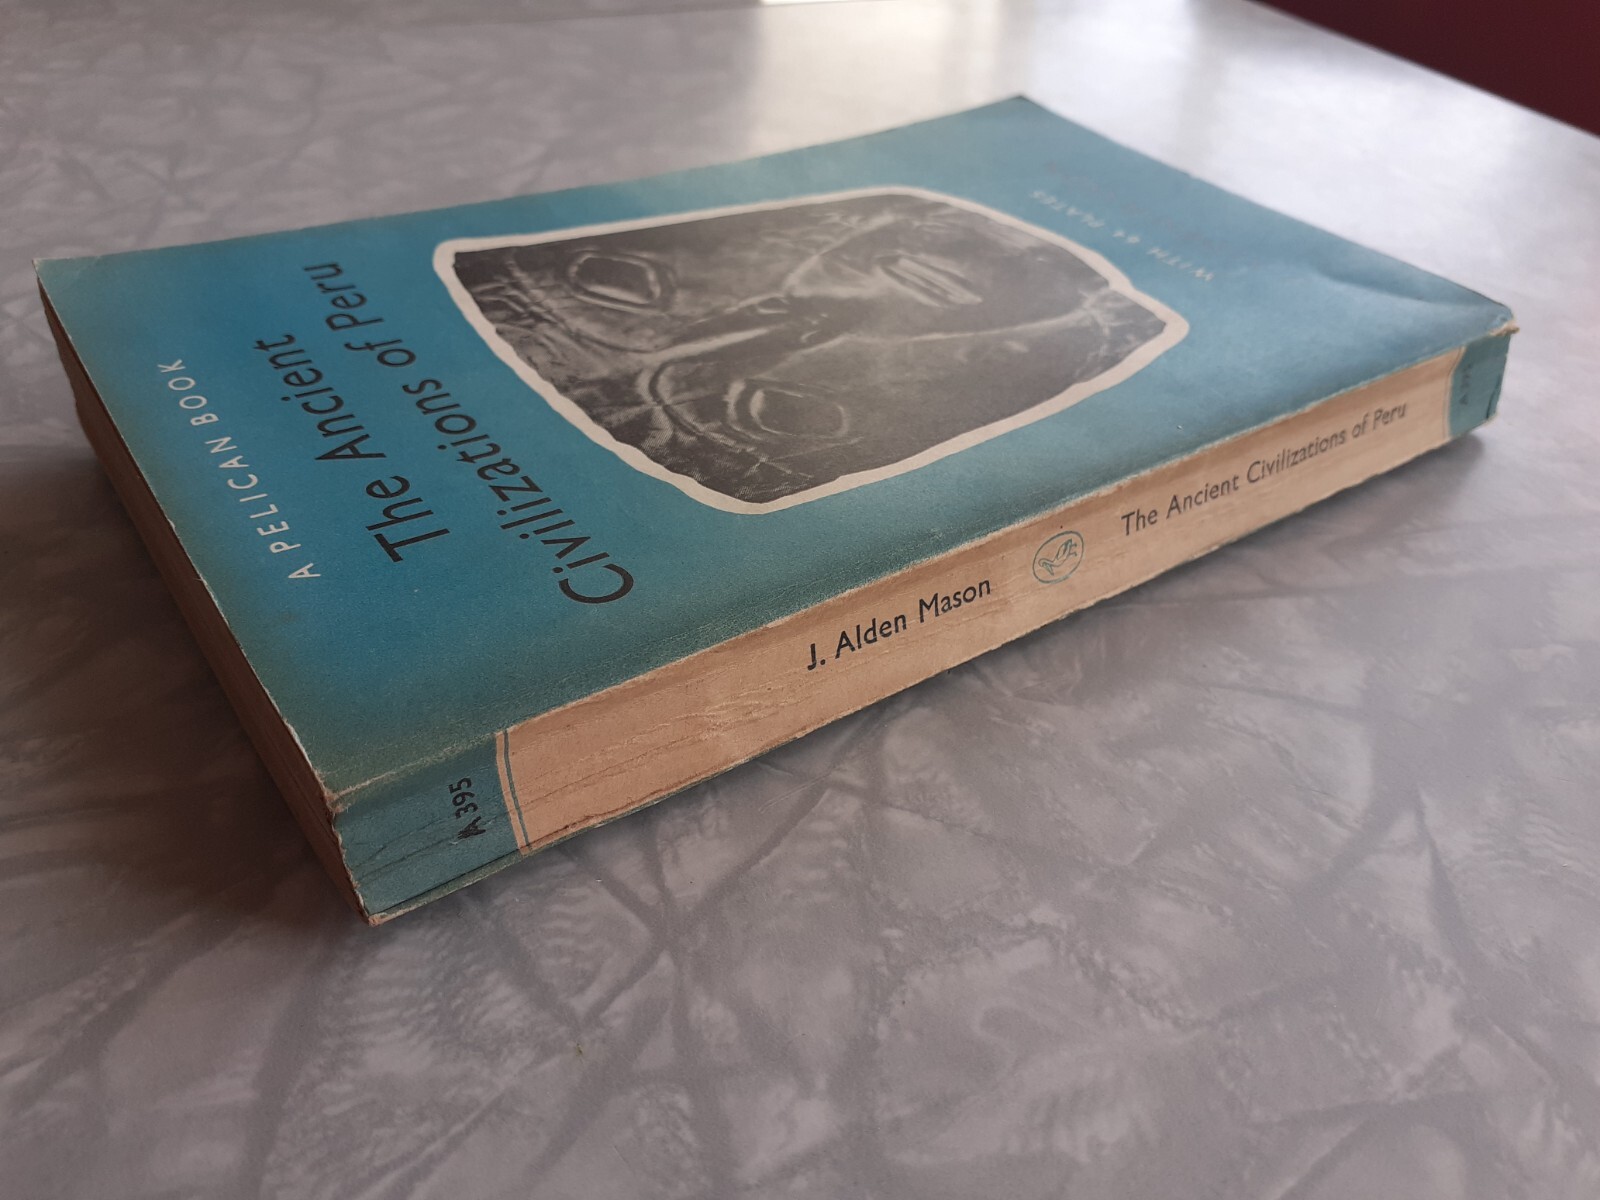 A PELICAN BOOK
The Ancient
Civilizations of Peru
WITH 64 PLATES
J. Alden Mason
The Ancient Civilizations of Peru
A 395